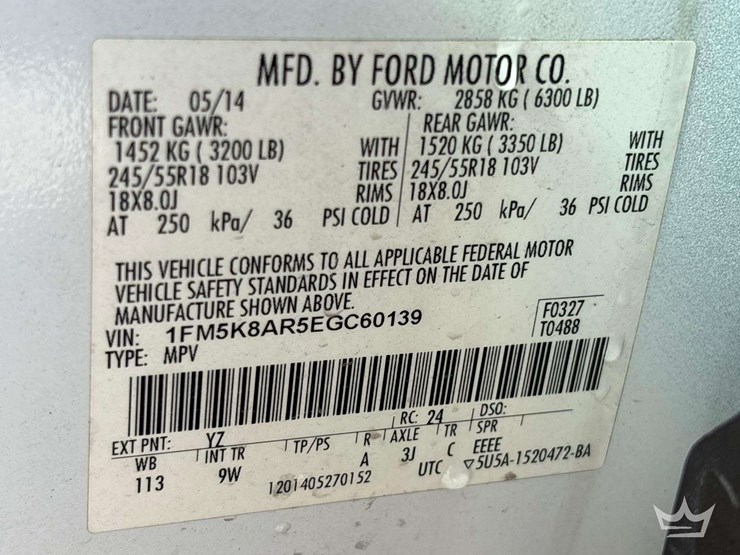 MFD. BY FORD MOTOR CO.
DATE: 05/14 GVWR: 2858 KG ( 6300 LB)
FRONT GAWR: REAR GAWR:
1452 KG ( 3200 LB) WITH 1520 KG ( 3350 LB) WITH
245/55R18 103V TIRES 245/55R18 103V TIRES
18X8.0J RIMS 18X8.0J RIMS
AT 250 kPa/ 36 PSI COLD AT 250 kPa/ 36 PSI COLD
THIS VEHICLE CONFORMS TO ALL APPLICABLE FEDERAL MOTOR
VEHICLE SAFETY STANDARDS IN EFFECT ON THE DATE OF
MANUFACTURE SHOWN ABOVE.
VIN: 1FM5K8AR5EGC60139 F0327
TYPE: MPV T0488
EXT PNT: YZ RC: 24 DSO:
WB INT TR TP/PS R AXLE TR SPR
113 9W A 3J C EEEE
1201405270152 UTC ▽5U5A-1520472-BA